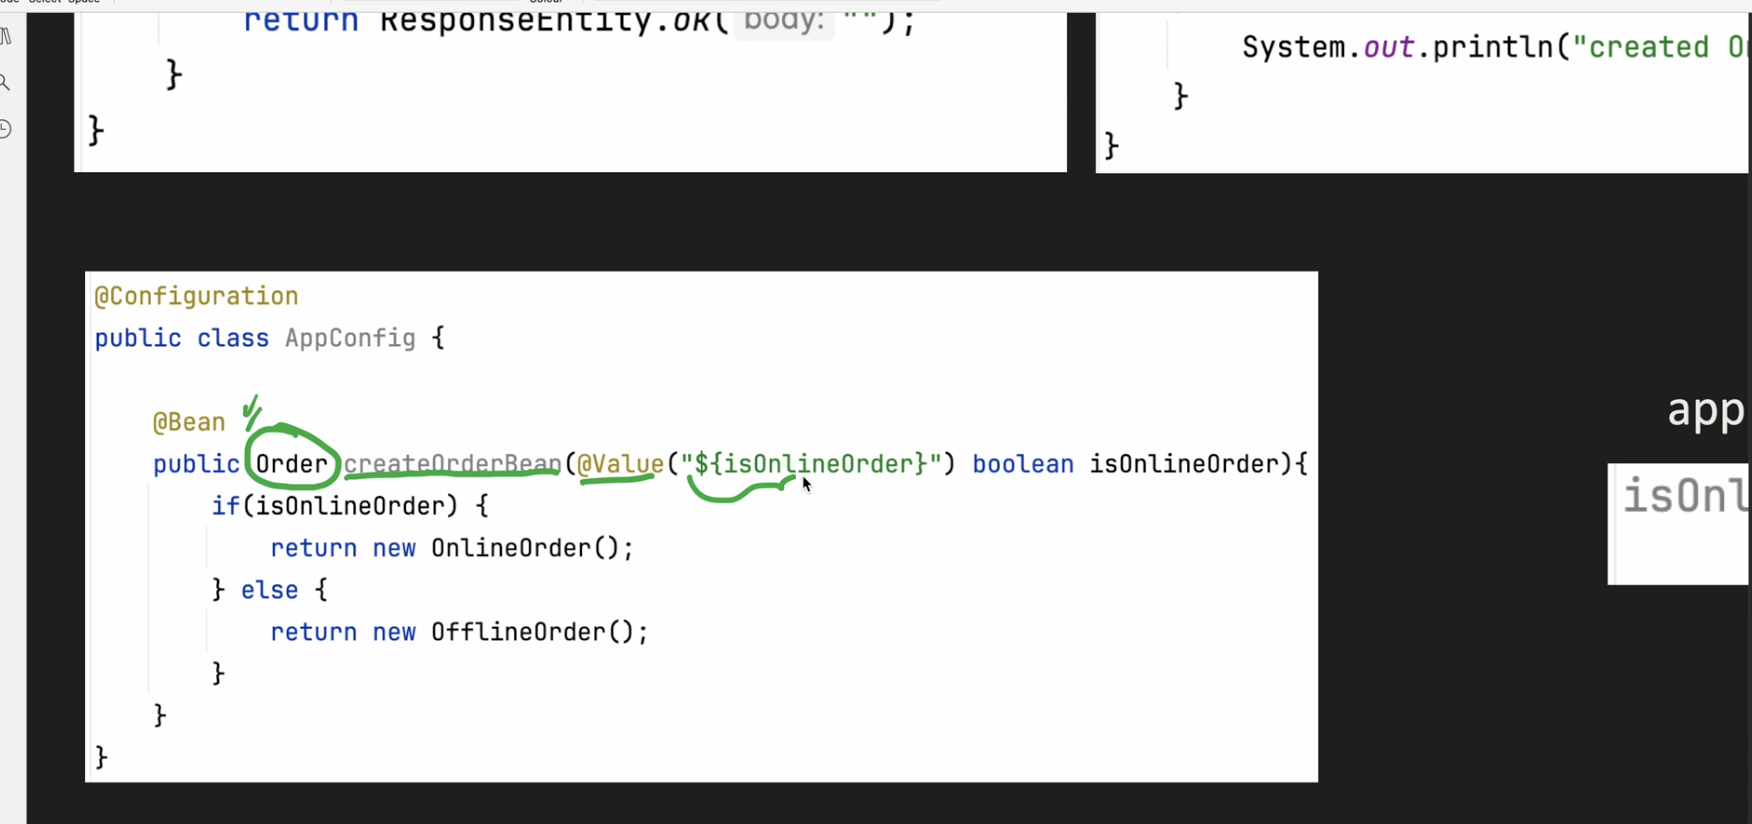 return ResponseEntity.ok( body: "");
}
}
System.out.println("created
}
}
@Configuration
public class AppConfig {
@Bean
public Order createOrderBean(@Value("${isOnlineOrder}") boolean isOnlineOrder){
if(isOnlineOrder) {
return new OnlineOrder();
} else {
return new OfflineOrder();
}
}
}
app
isOnl